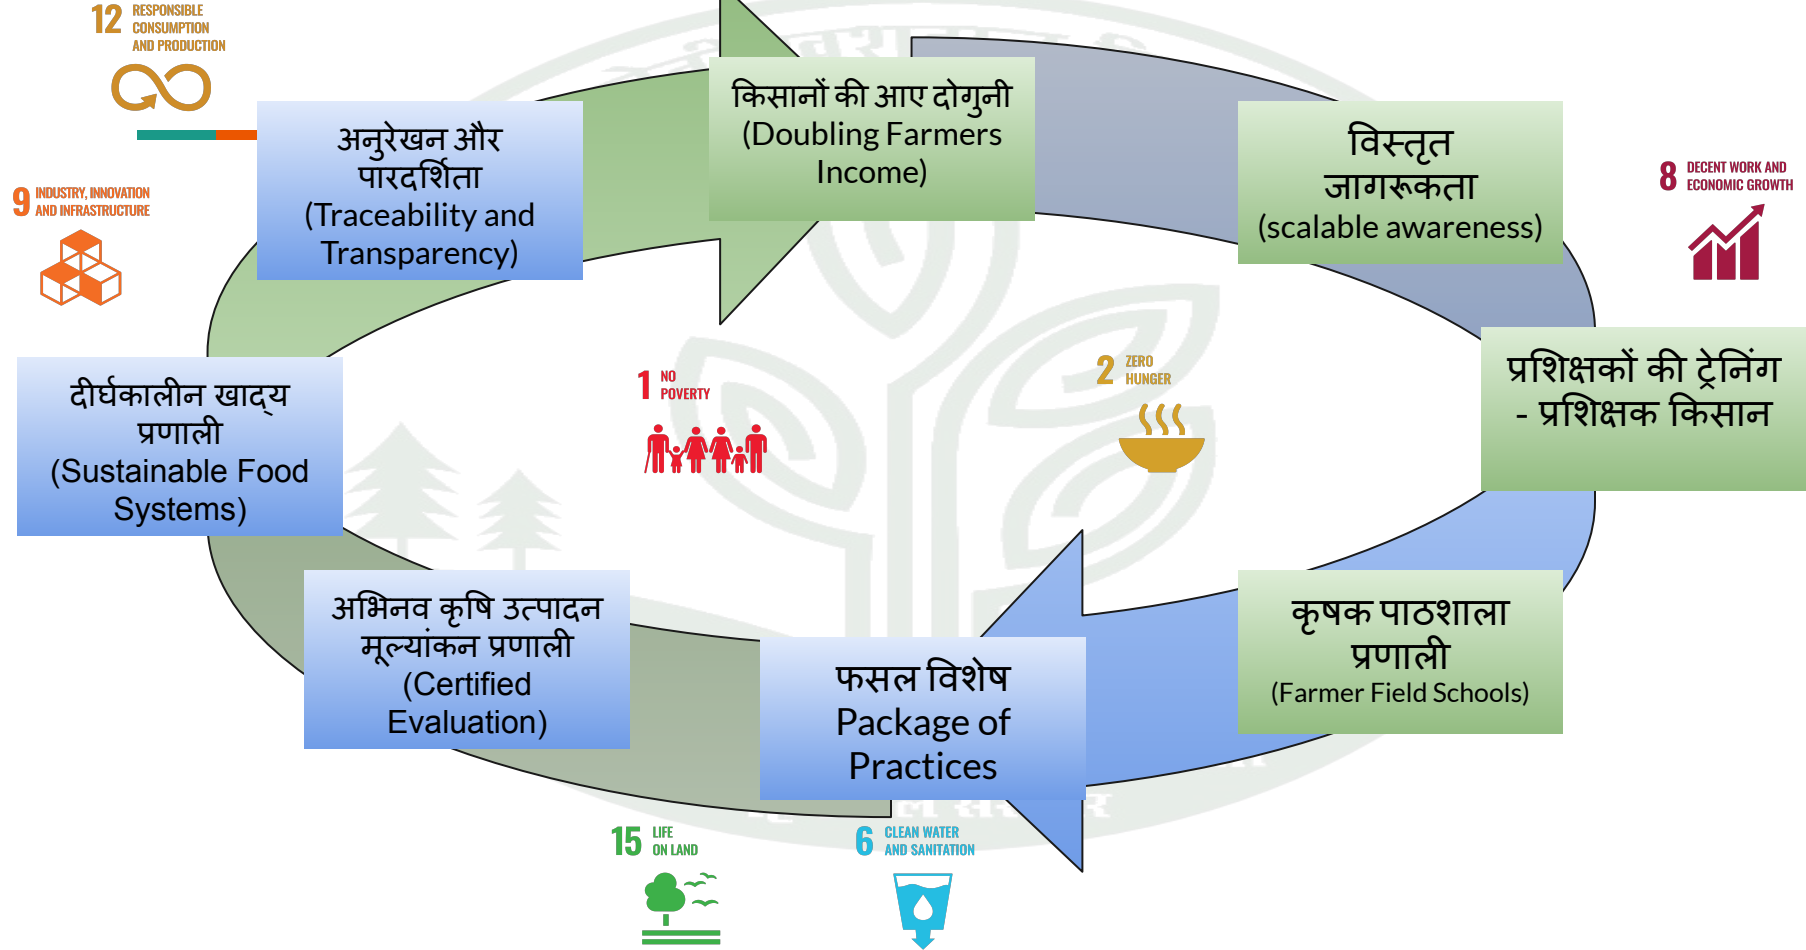 12 RESPONSIBLE
CONSUMPTION
AND PRODUCTION
किसानों की आए दोगुनी
(Doubling Farmers
Income)
अनुरेखन और
पारदर्शिता
(Traceability and
Transparency)
विस्तृत
जागरूकता
(scalable awareness)
9 INDUSTRY, INNOVATION
AND INFRASTRUCTURE
8 DECENT WORK AND
ECONOMIC GROWTH
दीर्घकालीन खाद्य
प्रणाली
(Sustainable Food
Systems)
1 NO
POVERTY
2 ZERO
HUNGER
प्रशिक्षकों की ट्रेनिंग
- प्रशिक्षक किसान
अभिनव कृषि उत्पादन
मूल्यांकन प्रणाली
(Certified
Evaluation)
फसल विशेष
Package of
Practices
कृषक पाठशाला
प्रणाली
(Farmer Field Schools)
15 LIFE
ON LAND
6 CLEAN WATER
AND SANITATION